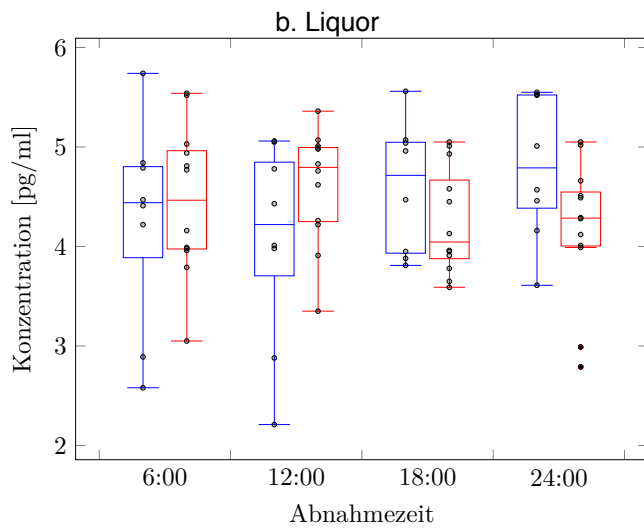 b. Liquor
Konzentration [pg/ml]
6
5
4
3
2
6:00 12:00 18:00 24:00
Abnahmezeit